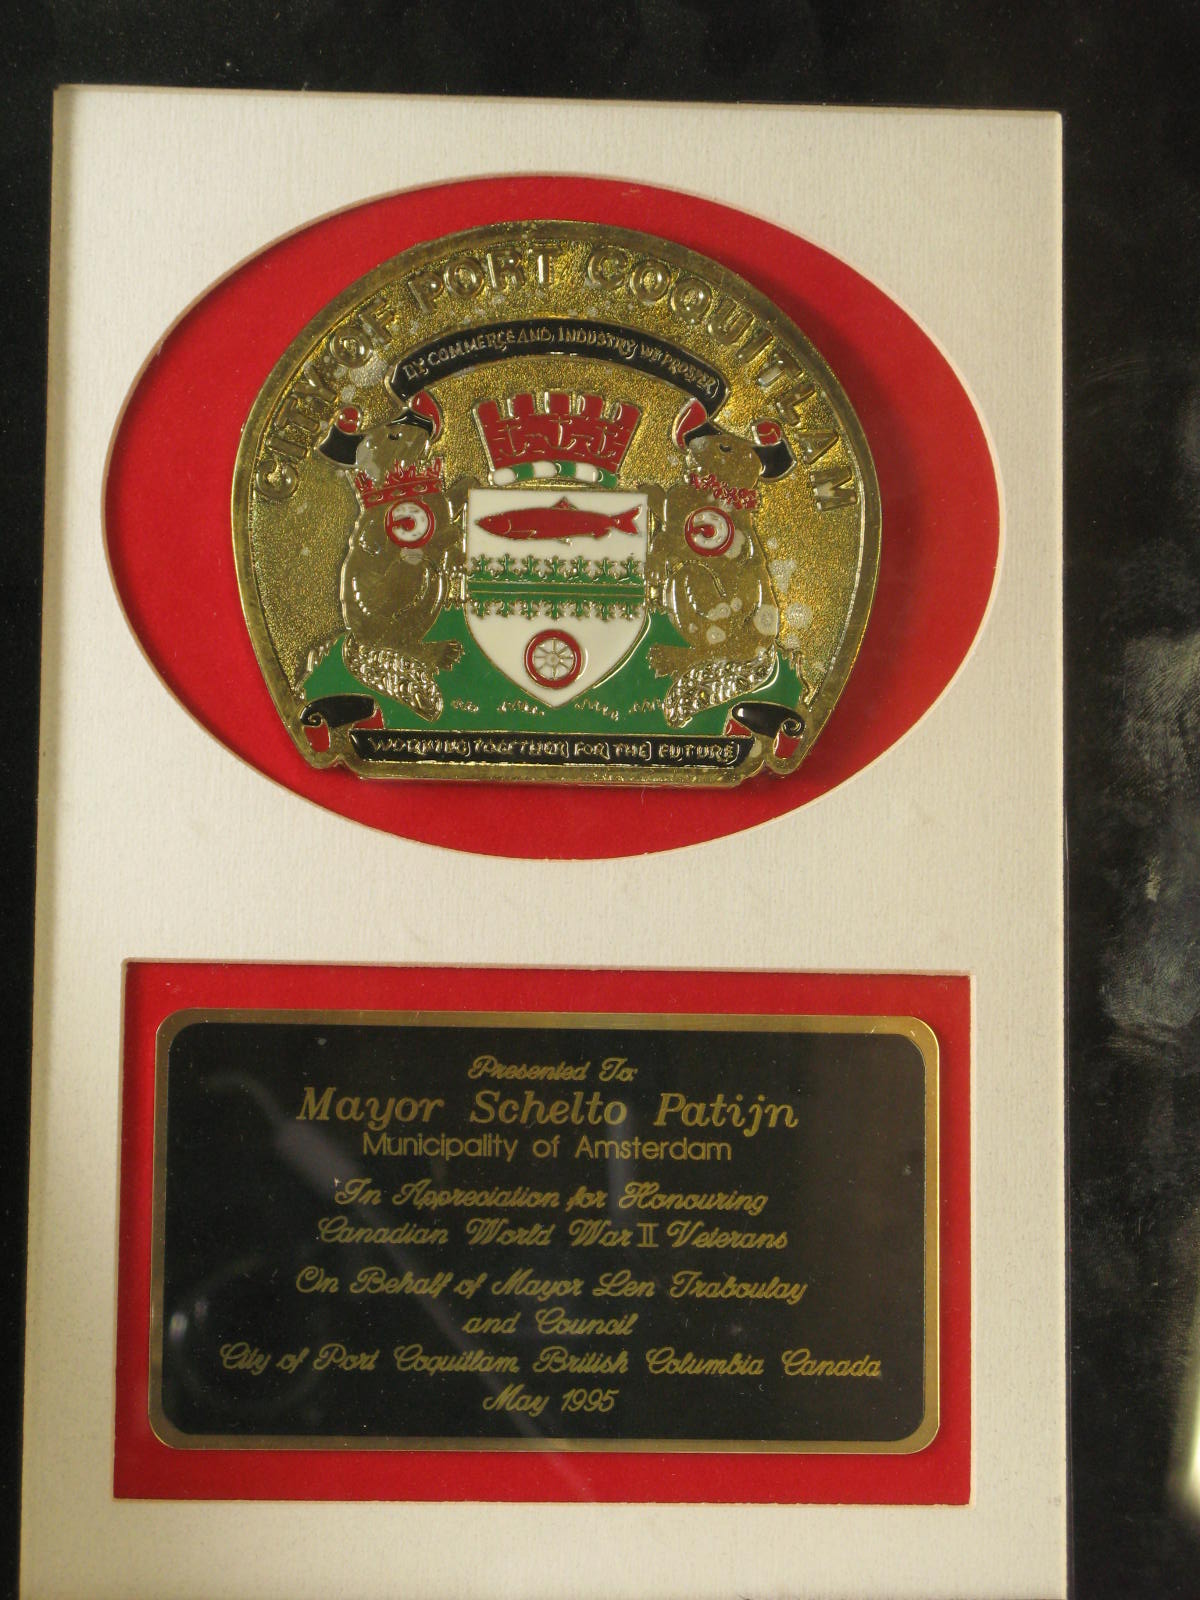 CITY OF PORT COQUITLAM
BY COMMERCE AND INDUSTRY WE PROSPER
WORKING TOGETHER FOR THE FUTURE
Presented To:
Mayor Schelto Patijn
Municipality of Amsterdam
In Appreciation for Honouring
Canadian World War II Veterans
On Behalf of Mayor Len Traboulay
and Council
City of Port Coquitlam British Columbia Canada
May 1995